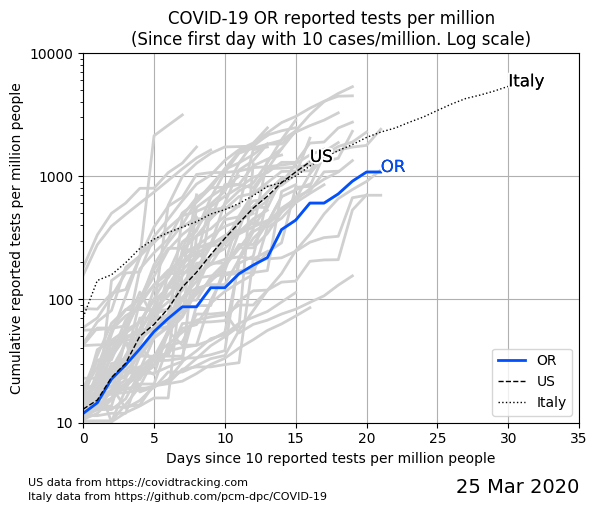 COVID-19 OR reported tests per million
(Since first day with 10 cases/million. Log scale)
Cumulative reported tests per million people
10000
1000
100
10
Italy
US
OR
OR
US
Italy
0 5 10 15 20 25 30 35
Days since 10 reported tests per million people
US data from https://covidtracking.com
Italy data from https://github.com/pcm-dpc/COVID-19
25 Mar 2020